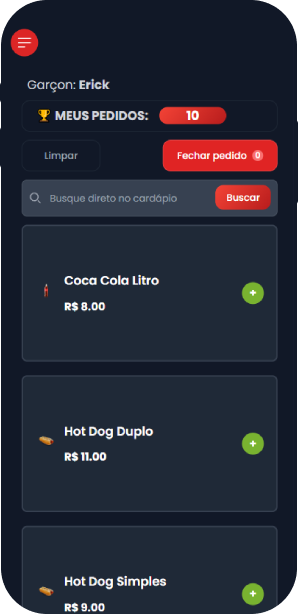 Garçon: Erick
MEUS PEDIDOS: 10
Limpar
Fechar pedido 0
Busque direto no cardápio
Buscar
Coca Cola Litro
R$ 8.00
+
Hot Dog Duplo
R$ 11.00
+
Hot Dog Simples
R$ 9.00
+